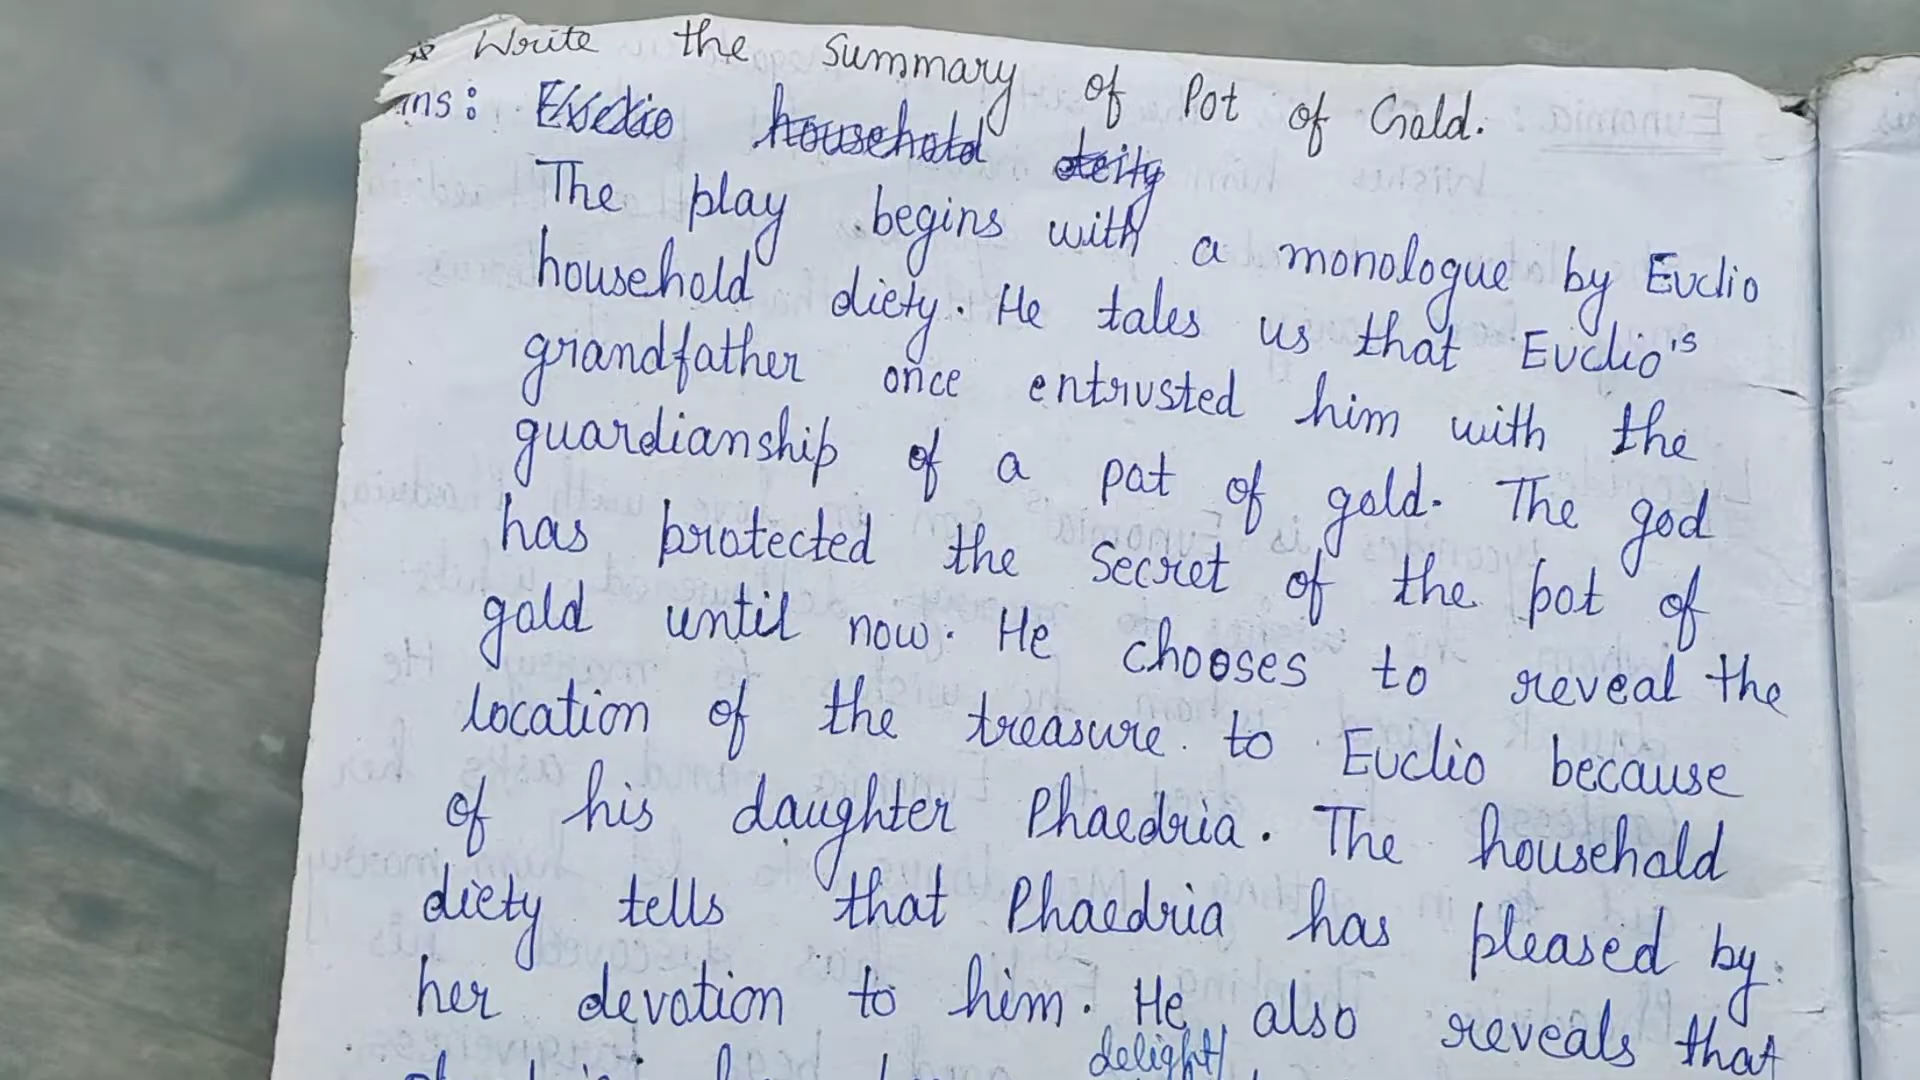 ☆ Write the Summary of Pot of Gold.
Ans: Euclio household deity
The play begins with a monologue by Euclio
household diety. He tales us that Euclio's
grandfather once entrusted him with the
guardianship of a pot of gold. The god
has protected the Secret of the pot of
gold until now. He chooses to reveal the
location of the treasure to Euclio because
of his daughter Phaedria. The household
diety tells that Phaedria has pleased by
her devotion to him. He also reveals that
delight/